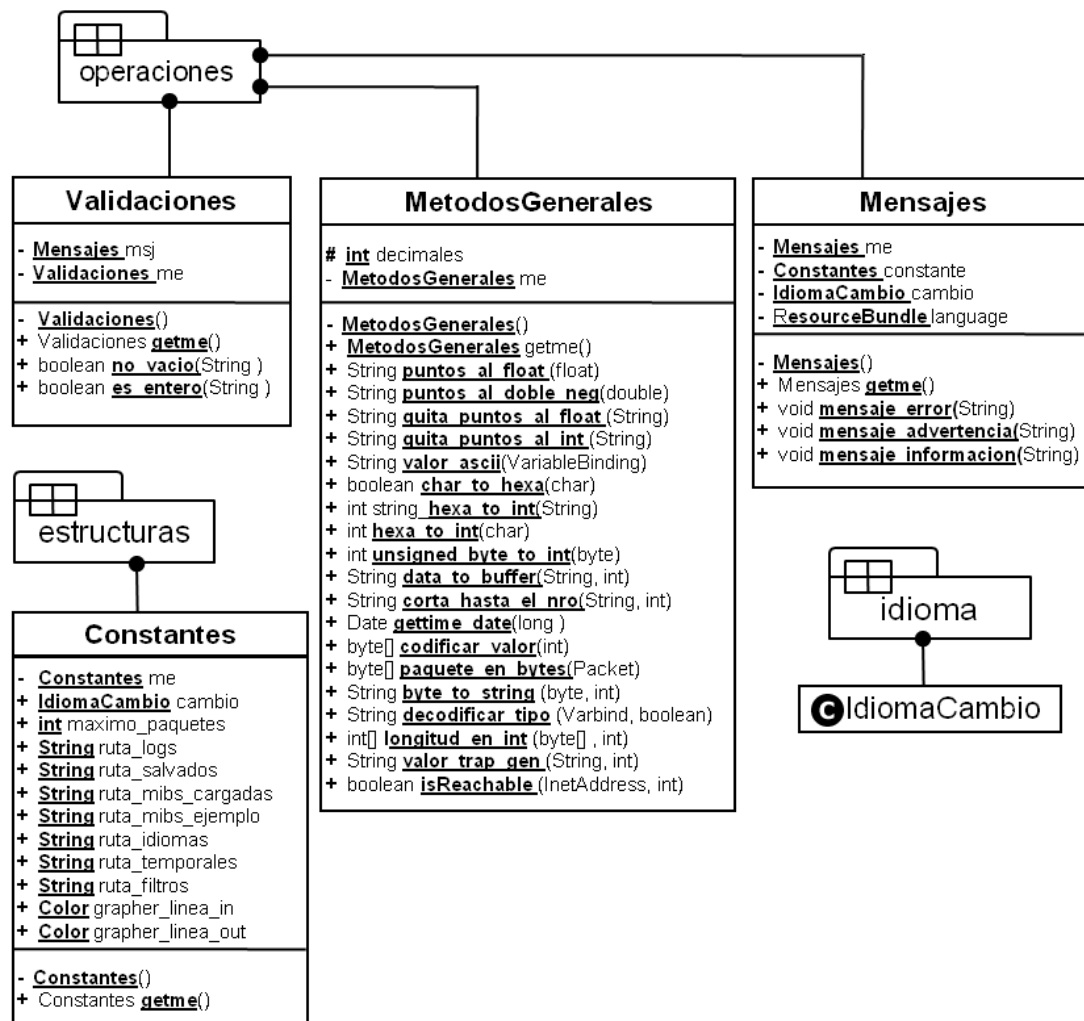 operaciones
Validaciones
- Mensajes msj
- Validaciones me
- Validaciones()
+ Validaciones getme()
+ boolean no_vacio(String )
+ boolean es_entero(String )
MetodosGenerales
# int decimales
- MetodosGenerales me
- MetodosGenerales()
+ MetodosGenerales getme()
+ String puntos_al_float (float)
+ String puntos_al_doble_neg(double)
+ String quita_puntos_al_float (String)
+ String quita_puntos_al_int (String)
+ String valor_ascii(VariableBinding)
+ boolean char_to_hexa(char)
+ int string_hexa_to_int(String)
+ int hexa_to_int(char)
+ int unsigned_byte_to_int(byte)
+ String data_to_buffer(String, int)
+ String corta_hasta_el_nro(String, int)
+ Date gettime_date(long )
+ byte[] codificar_valor(int)
+ byte[] paquete_en_bytes(Packet)
+ String byte_to_string (byte, int)
+ String decodificar_tipo (Varbind, boolean)
+ int[] longitud_en_int (byte[] , int)
+ String valor_trap_gen (String, int)
+ boolean isReachable (InetAddress, int)
Mensajes
- Mensajes me
- Constantes constante
- IdiomaCambio cambio
- ResourceBundle language
- Mensajes()
+ Mensajes getme()
+ void mensaje_error(String)
+ void mensaje_advertencia(String)
+ void mensaje_informacion(String)
estructuras
Constantes
- Constantes me
+ IdiomaCambio cambio
+ int maximo_paquetes
+ String ruta_logs
+ String ruta_salvados
+ String ruta_mibs_cargadas
+ String ruta_mibs_ejemplo
+ String ruta_idiomas
+ String ruta_temporales
+ String ruta_filtros
+ Color grapher_linea_in
+ Color grapher_linea_out
- Constantes()
+ Constantes getme()
idioma
C IdiomaCambio